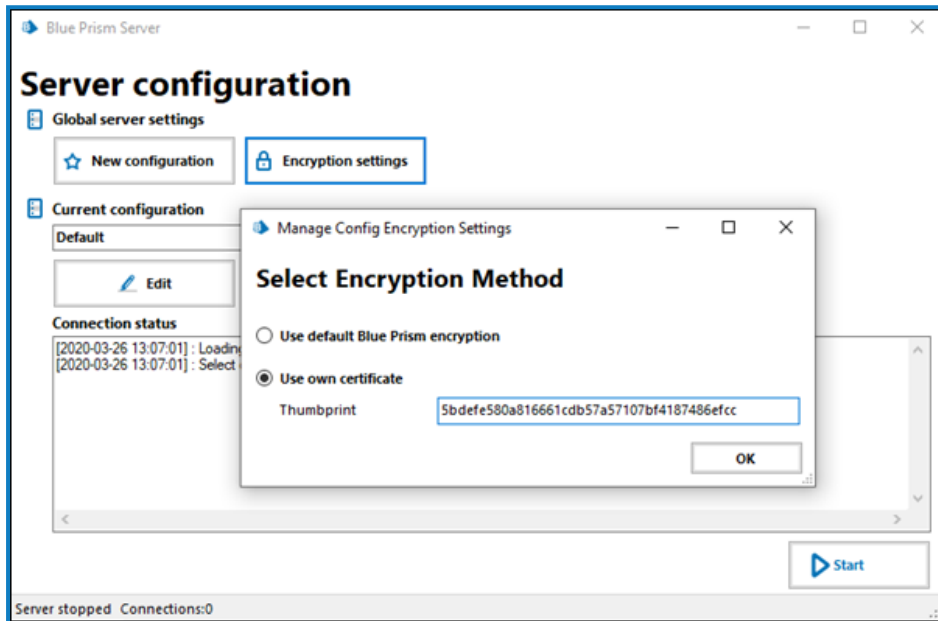 Blue Prism Server
Server configuration
Global server settings
New configuration
Encryption settings
Current configuration
Default
Manage Config Encryption Settings
Select Encryption Method
Edit
Use default Blue Prism encryption
Connection status
[2020-03-26 13:07:01] : Loading
[2020-03-26 13:07:01] : Select
Use own certificate
Thumbprint
5bdefe580a816661cdb57a57107bf4187486efcc
OK
Start
Server stopped Connections:0